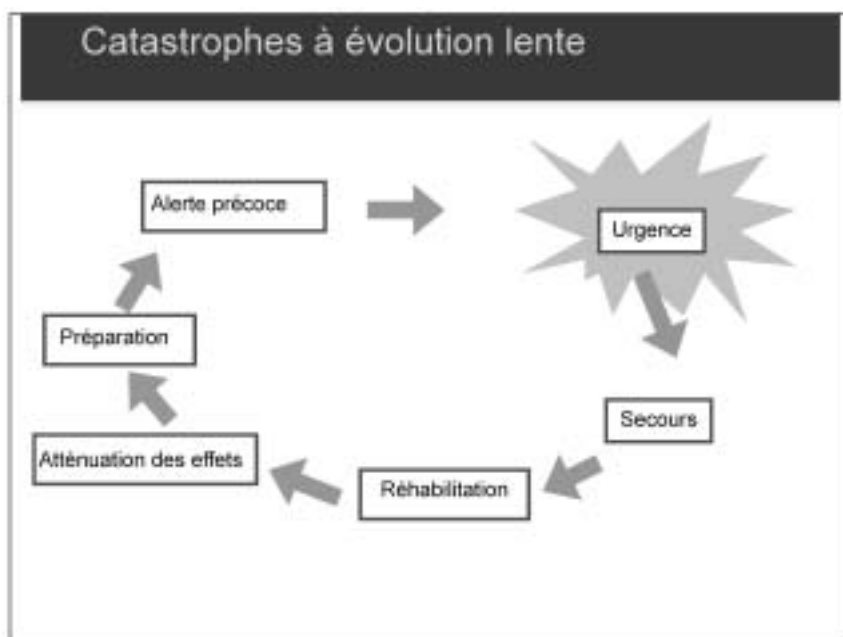 Catastrophes à évolution lente
Alerte précoce
Urgence
Préparation
Secours
Atténuation des effets
Réhabilitation